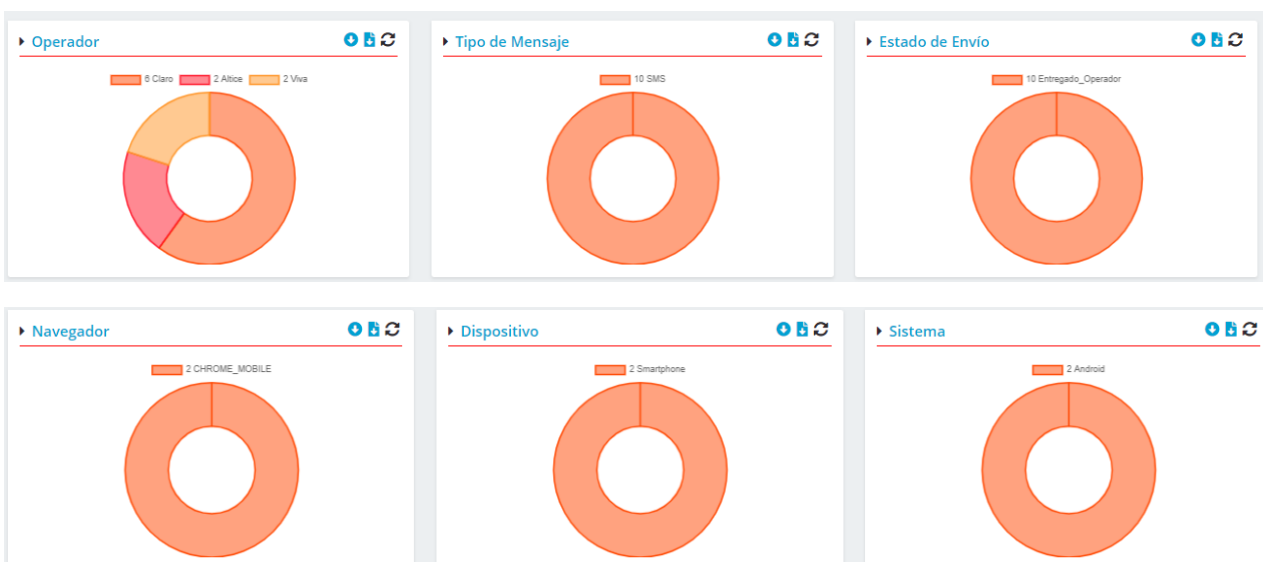 Operador
6 Claro 2 Altice 2 Viva
Tipo de Mensaje
10 SMS
Estado de Envío
10 Entregado_Operador
Navegador
2 CHROME_MOBILE
Dispositivo
2 Smartphone
Sistema
2 Android